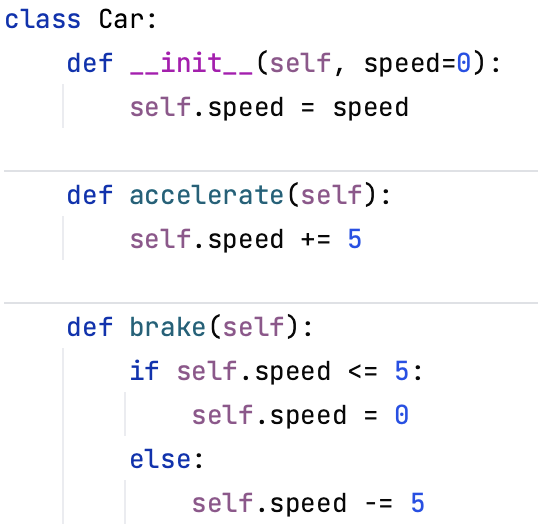 class Car:
    def __init__(self, speed=0):
        self.speed = speed

    def accelerate(self):
        self.speed += 5

    def brake(self):
        if self.speed <= 5:
            self.speed = 0
        else:
            self.speed -= 5